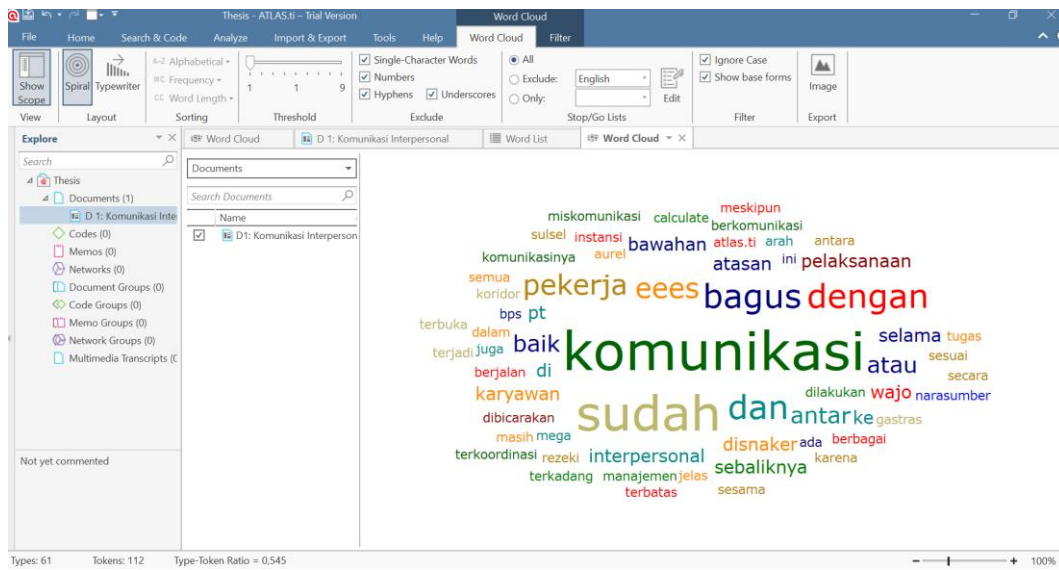 Thesis - ATLAS.ti – Trial Version
Word Cloud
File Home Search & Code Analyze Import & Export Tools Help Word Cloud Filter
Show Scope
Spiral Typewriter
A-Z Alphabetical
WC Frequency
CC Word Length
1 1 9
Single-Character Words
Numbers
Hyphens Underscores
All
Exclude: English
Only:
Edit
Ignore Case
Show base forms
Image
View Layout Sorting Threshold Exclude Stop/Go Lists Filter Export
Explore
Search
Thesis
Documents (1)
D 1: Komunikasi Inte
Codes (0)
Memos (0)
Networks (0)
Document Groups (0)
Code Groups (0)
Memo Groups (0)
Network Groups (0)
Multimedia Transcripts (
Not yet commented
Word Cloud D 1: Komunikasi Interpersonal Word List Word Cloud
Documents
Search Documents
Name
D1: Komunikasi Interperson
meskipun
miskomunikasi calculate berkomunikasi
sulsel instansi bawahan atlas.ti arah antara
komunikasinya aurel atasan ini pelaksanaan
semua koridor pekerja eees bagus dengan
bps pt
terbuka dalam baik komunikasi selama tugas
terjadi juga atau sesuai
berjalan di secara
karyawan dilakukan wajo narasumber
dibicarakan sudah dan antar ke gastras
masih mega disnaker ada berbagai
terkoordinasi rezeki interpersonal sebaliknya karena
terkadang manajemen jelas
terbatas sesama
Types: 61 Tokens: 112 Type-Token Ratio = 0,545 100%